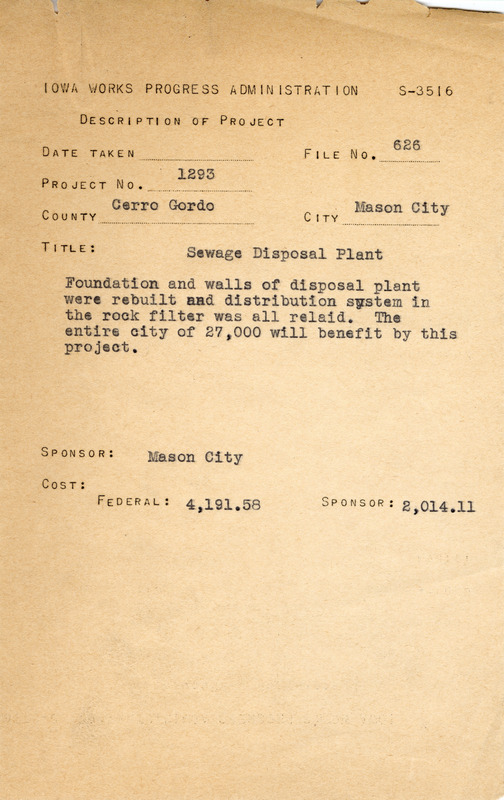 IOWA WORKS PROGRESS ADMINISTRATION S-3516
DESCRIPTION OF PROJECT
DATE TAKEN
FILE NO. 626
PROJECT NO. 1293
COUNTY Cerro Gordo CITY Mason City
TITLE: Sewage Disposal Plant
Foundation and walls of disposal plant
were rebuilt and distribution system in
the rock filter was all relaid. The
entire city of 27,000 will benefit by this
project.
SPONSOR: Mason City
COST:
FEDERAL: 4,191.58 SPONSOR: 2,014.11